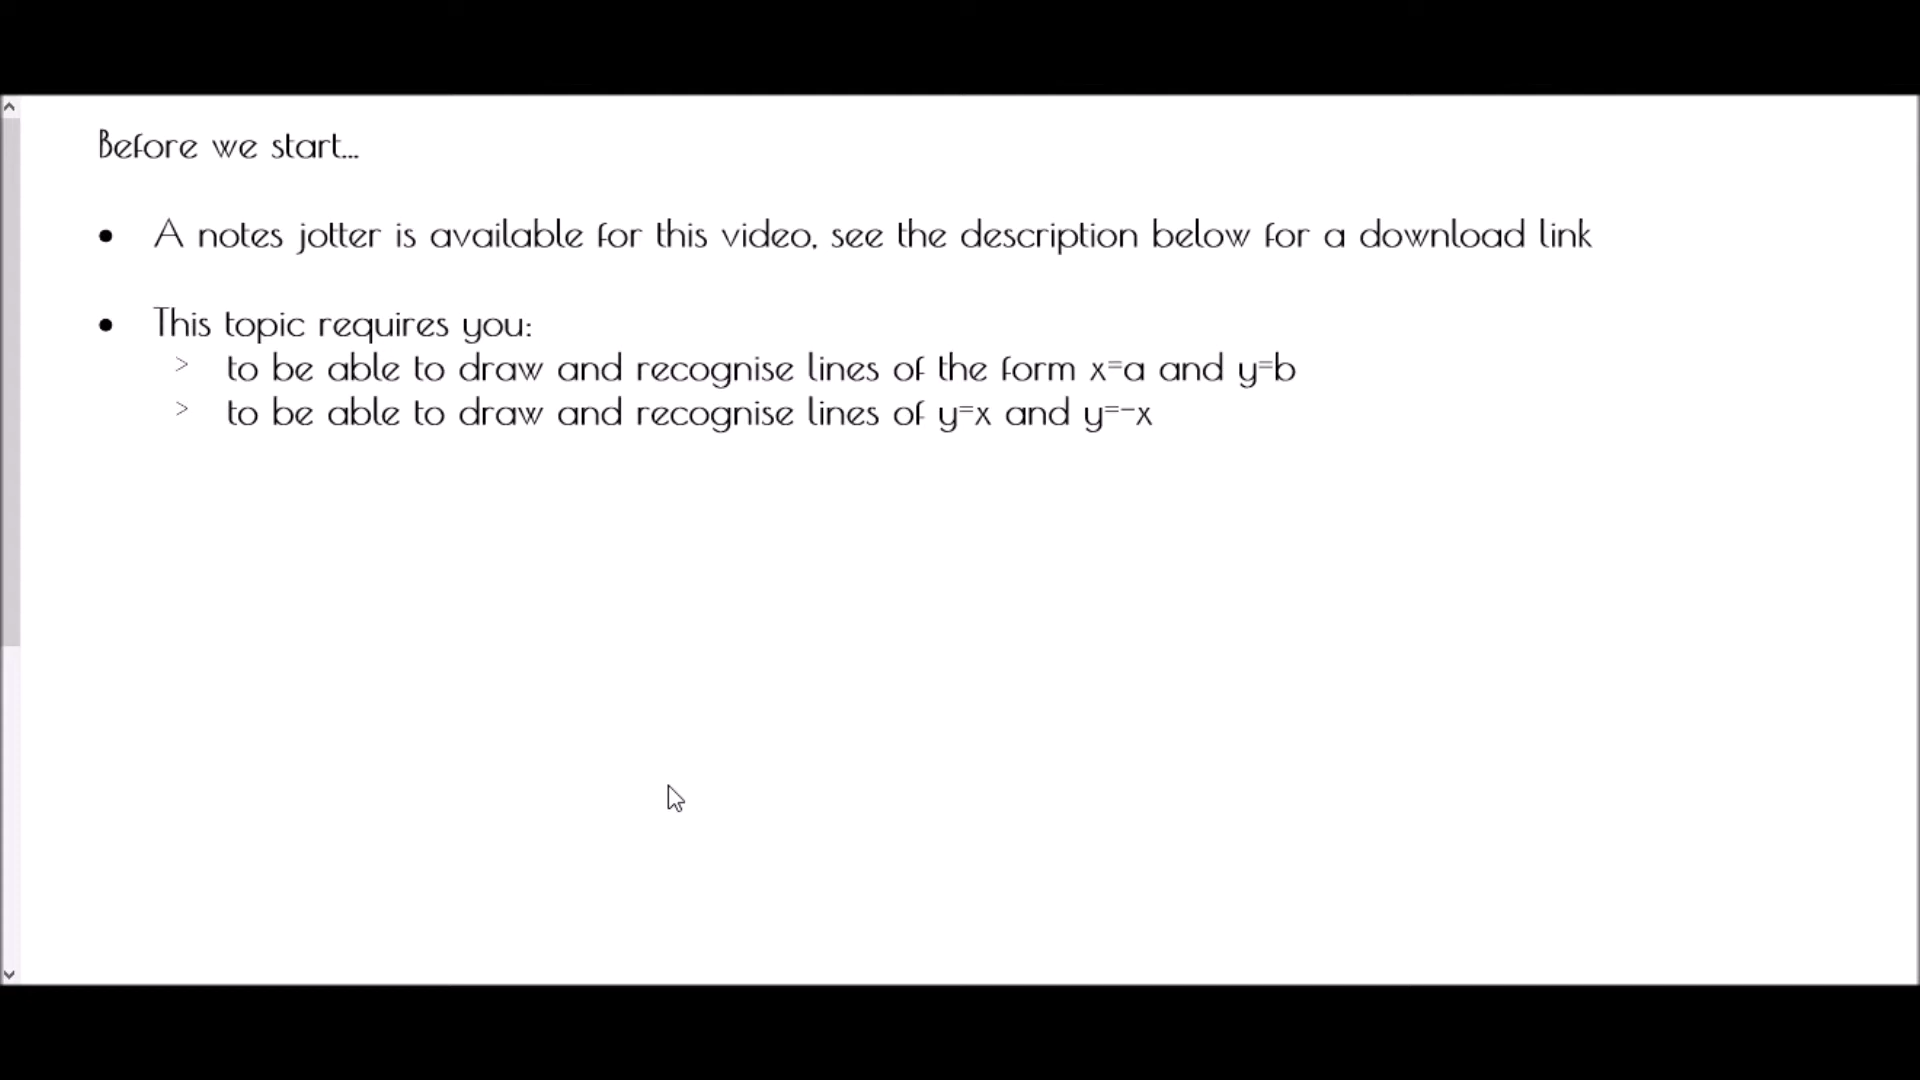 Before we start...
• A notes jotter is available for this video, see the description below for a download link
• This topic requires you:
> to be able to draw and recognise lines of the form x=a and y=b
> to be able to draw and recognise lines of y=x and y=-x